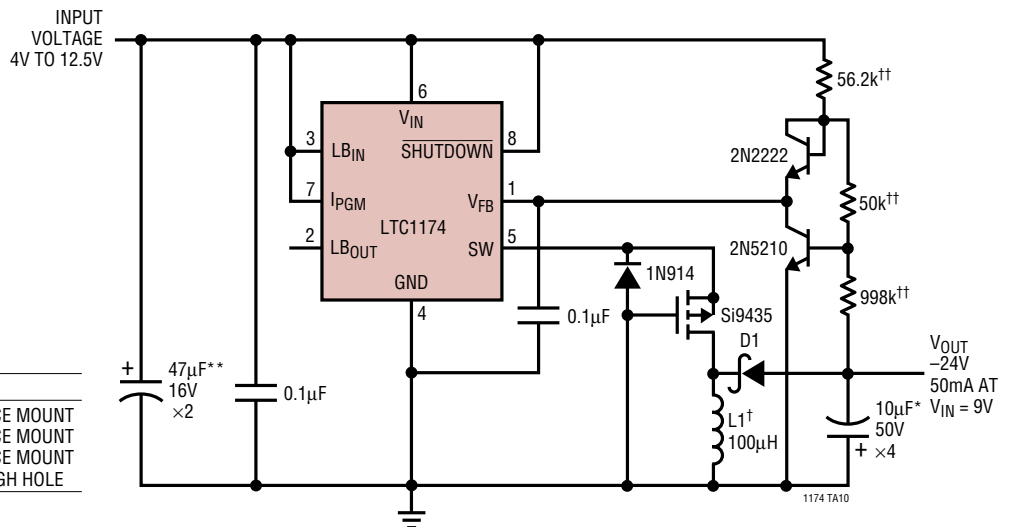 INPUT
VOLTAGE
4V TO 12.5V
56.2k††
6
VIN
3
LBIN
SHUTDOWN
8
2N2222
7
IPGM
VFB
1
50k††
LTC1174
2
LBOUT
SW
5
2N5210
GND
1N914
4
0.1µF
Si9435
998k††
D1
VOUT
–24V
50mA AT
VIN = 9V
+
47µF**
16V
×2
0.1µF
L1†
100µH
10µF*
50V
+ ×4
CE MOUNT
CE MOUNT
CE MOUNT
GH HOLE
1174 TA10